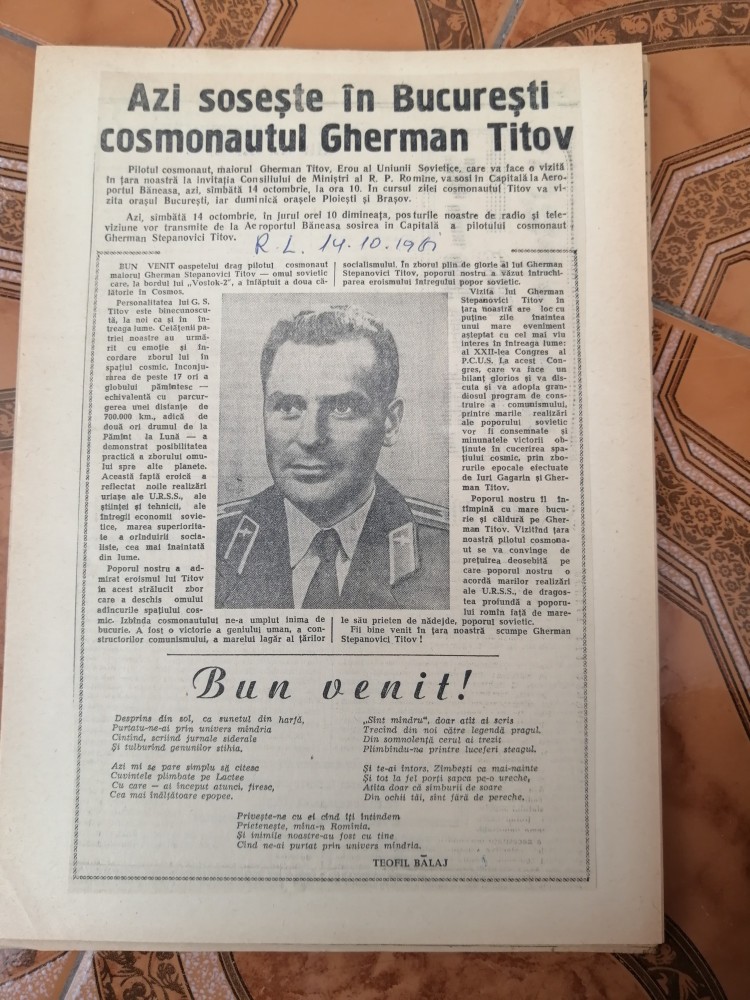 Azi sosește în București
cosmonautul Gherman Titov
Pilotul cosmonaut, maiorul Gherman Titov, Erou al Uniunii Sovietice, care va face o vizită
în țara noastră la invitația Consiliului de Miniștri al R. P. Romîne, va sosi în Capitală la Aero-
portul Băneasa, azi, sîmbătă 14 octombrie, la ora 10. În cursul zilei cosmonautul Titov va vi-
zita orașul București, iar duminică orașele Ploiești și Brașov.
Azi, sîmbătă 14 octombrie, în jurul orei 10 dimineața, posturile noastre de radio și tele-
viziune vor transmite de la Aeroportul Băneasa sosirea în Capitală a pilotului cosmonaut
Gherman Stepanovici Titov.
R.L. 14.10.1961
BUN VENIT oaspetelui drag pilotul cosmonaut
maiorul Gherman Stepanovici Titov — omul sovietic
care, la bordul lui „Vostok-2”, a înfăptuit a doua că-
lătorie în Cosmos.
Personalitatea lui G. S.
Titov este binecunoscu-
tă, la noi ca și în în-
treaga lume. Cetățenii pa-
triei noastre au urmă-
rit cu emoție și în-
cordare zborul lui în
spațiul cosmic. Inconju-
rarea de peste 17 ori a
globului pămîntesc —
echivalentă cu parcur-
gerea unei distanțe de
700.000 km., adică de
două ori drumul de la
Pămînt la Lună — a
demonstrat posibilitatea
practică a zborului omu-
lui spre alte planete.
Această faptă eroică a
reflectat noile realizări
uriașe ale U.R.S.S., ale
științei și tehnicii, ale
întregii economii sovie-
tice, marea superiorita-
te a orînduirii socia-
liste, cea mai înaintată
din lume.
Poporul nostru a ad-
mirat eroismul lui Titov
în acest strălucit zbor
care a deschis omului
adîncurile spațiului cos-
mic. Izbînda cosmonautului ne-a umplut inima de
bucurie. A fost o victorie a geniului uman, a con-
structorilor comunismului, a marelui lagăr al țărilor
socialismului. În zborul plin de glorie al lui Gherman
Stepanovici Titov, poporul nostru a văzut întruchi-
parea eroismului întregului popor sovietic.
Vizita lui Gherman
Stepanovici Titov în
țara noastră are loc cu
puține zile înaintea
unui mare eveniment
așteptat cu cel mai viu
interes în întreaga lume:
al XXII-lea Congres al
P.C.U.S. La acest Con-
gres, care va face un
bilanț glorios și va dis-
cuta și va adopta gran-
diosul program de con-
struire a comunismului,
printre marile realizări
ale poporului sovietic
vor fi consemnate și
minunatele victorii ob-
ținute în cucerirea spa-
țiului cosmic, prin zbo-
rurile epocale efectuate
de Iuri Gagarin și Gher-
man Titov.
Poporul nostru îl în-
tîmpină cu mare bucu-
rie și căldură pe Gher-
man Titov. Vizitînd țara
noastră pilotul cosmona-
ut se va convinge de
prețuirea deosebită pe
care poporul nostru o
acordă marilor realizări
ale U.R.S.S., de dragos-
tea profundă a poporu-
lui romîn față de mare-
le său prieten de nădejde, poporul sovietic.
Fii bine venit în țara noastră scumpe Gherman
Stepanovici Titov !
Bun venit!
Desprins din sol, ca sunetul din harfă,
Purtatu-ne-ai prin univers mîndria
Cîntînd, scriind jurnale siderale
Și tulburînd genunilor stihia.
Azi mi se pare simplu să citesc
Cuvintele plimbate pe Lactee
Cu care — ai început atunci, firesc,
Cea mai înălțătoare epopee.
„Sînt mîndru”, doar atît ai scris
Trecînd din noi către legendă pragul.
Din somnolență cerul ai trezit
Plimbîndu-ne printre luceferi steagul.
Și te-ai întors. Zîmbești ca mai-nainte
Și tot la fel porți șapca pe-o ureche,
Atîta doar că sîmburii de soare
Din ochii tăi, sînt fără de pereche.
Privește-ne cu ei cînd îți întindem
Prietenește, mîna-n Romînia,
Și inimile noastre-au fost cu tine
Cînd ne-ai purtat prin univers mîndria.
TEOFIL BĂLAJ